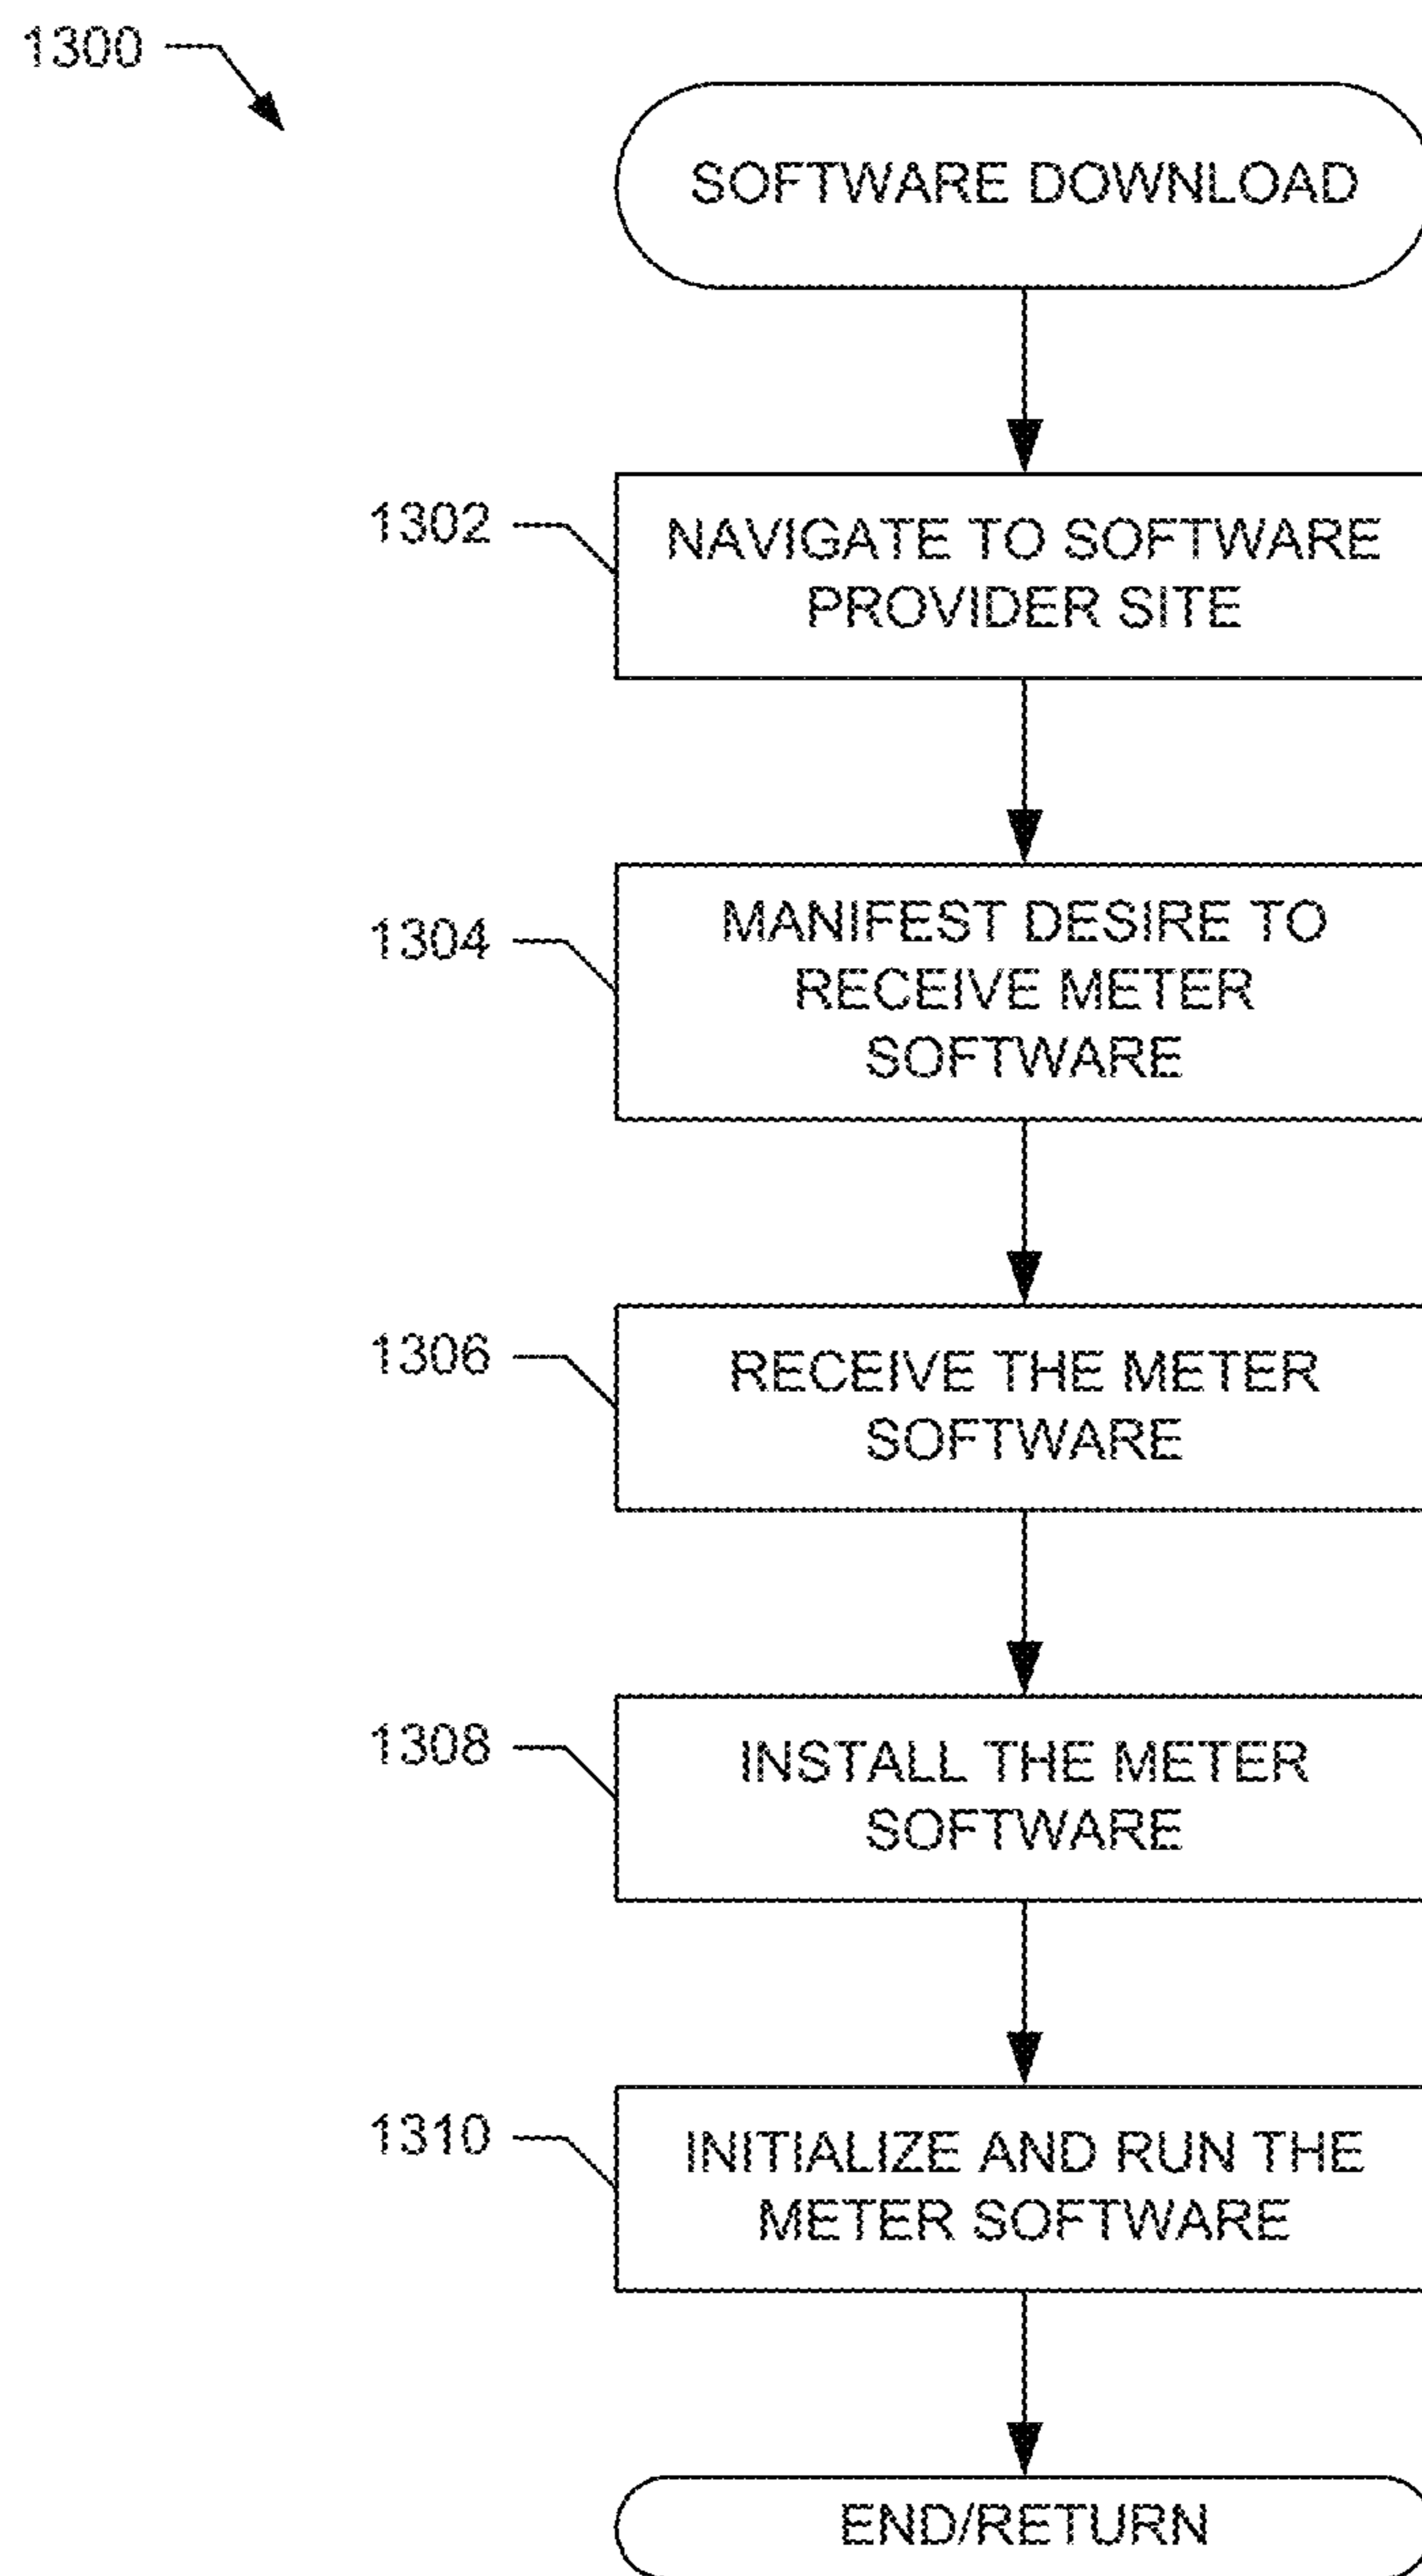 1300
SOFTWARE DOWNLOAD
1302
NAVIGATE TO SOFTWARE
PROVIDER SITE
1304
MANIFEST DESIRE TO
RECEIVE METER
SOFTWARE
1306
RECEIVE THE METER
SOFTWARE
1308
INSTALL THE METER
SOFTWARE
1310
INITIALIZE AND RUN THE
METER SOFTWARE
END/RETURN